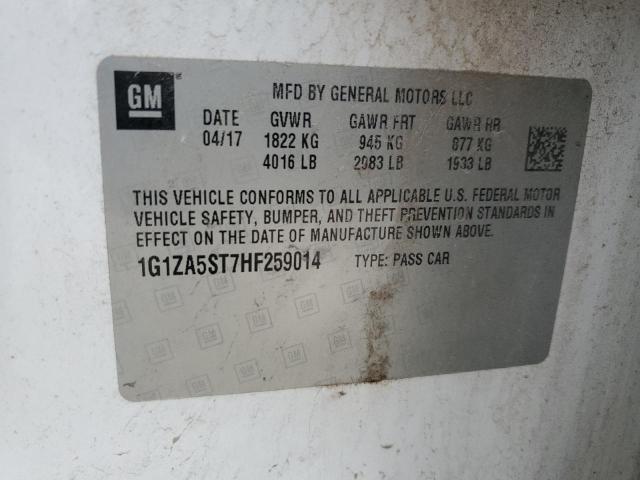 GM
MFD BY GENERAL MOTORS LLC
DATE GVWR GAWR FRT GAWR RR
04/17 1822 KG 945 KG 877 KG
4016 LB 2083 LB 1933 LB
THIS VEHICLE CONFORMS TO ALL APPLICABLE U.S. FEDERAL MOTOR
VEHICLE SAFETY, BUMPER, AND THEFT PREVENTION STANDARDS IN
EFFECT ON THE DATE OF MANUFACTURE SHOWN ABOVE.
1G1ZA5ST7HF259014 TYPE: PASS CAR